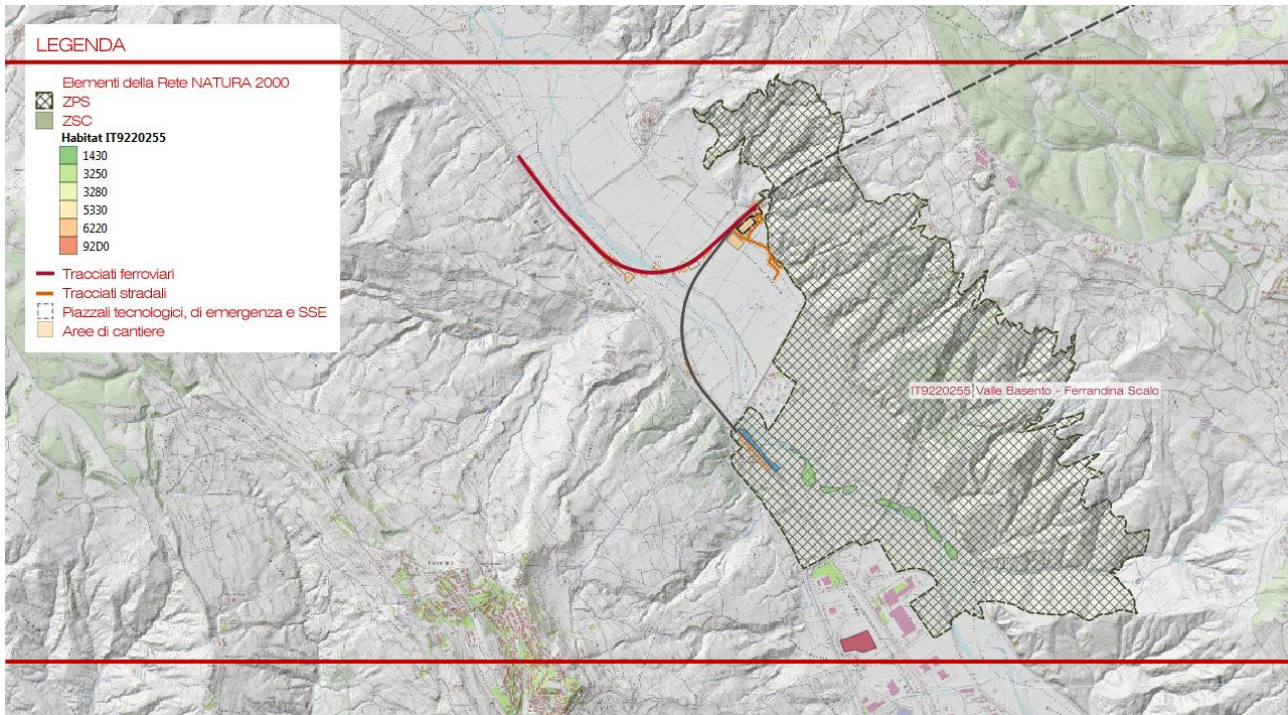 LEGENDA
Elementi della Rete NATURA 2000
ZPS
ZSC
Habitat IT9220255
1430
3250
3280
5330
6220
92D0
Tracciati ferroviari
Tracciati stradali
Piazzali tecnologici, di emergenza e SSE
Aree di cantiere
IT9220255 Valle Basento - Ferrandina Scalo